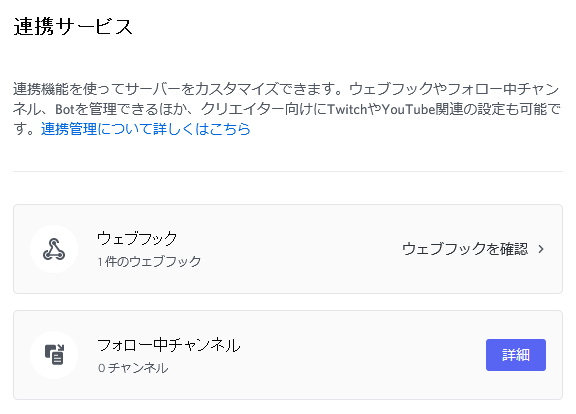 連携サービス
連携機能を使ってサーバーをカスタマイズできます。ウェブフックやフォロー中チャン
ネル、Botを管理できるほか、クリエイター向けにTwitchやYouTube関連の設定も可能で
す。連携管理について詳しくはこちら
ウェブフック
1件のウェブフック
ウェブフックを確認
フォロー中チャンネル
0 チャンネル
詳細